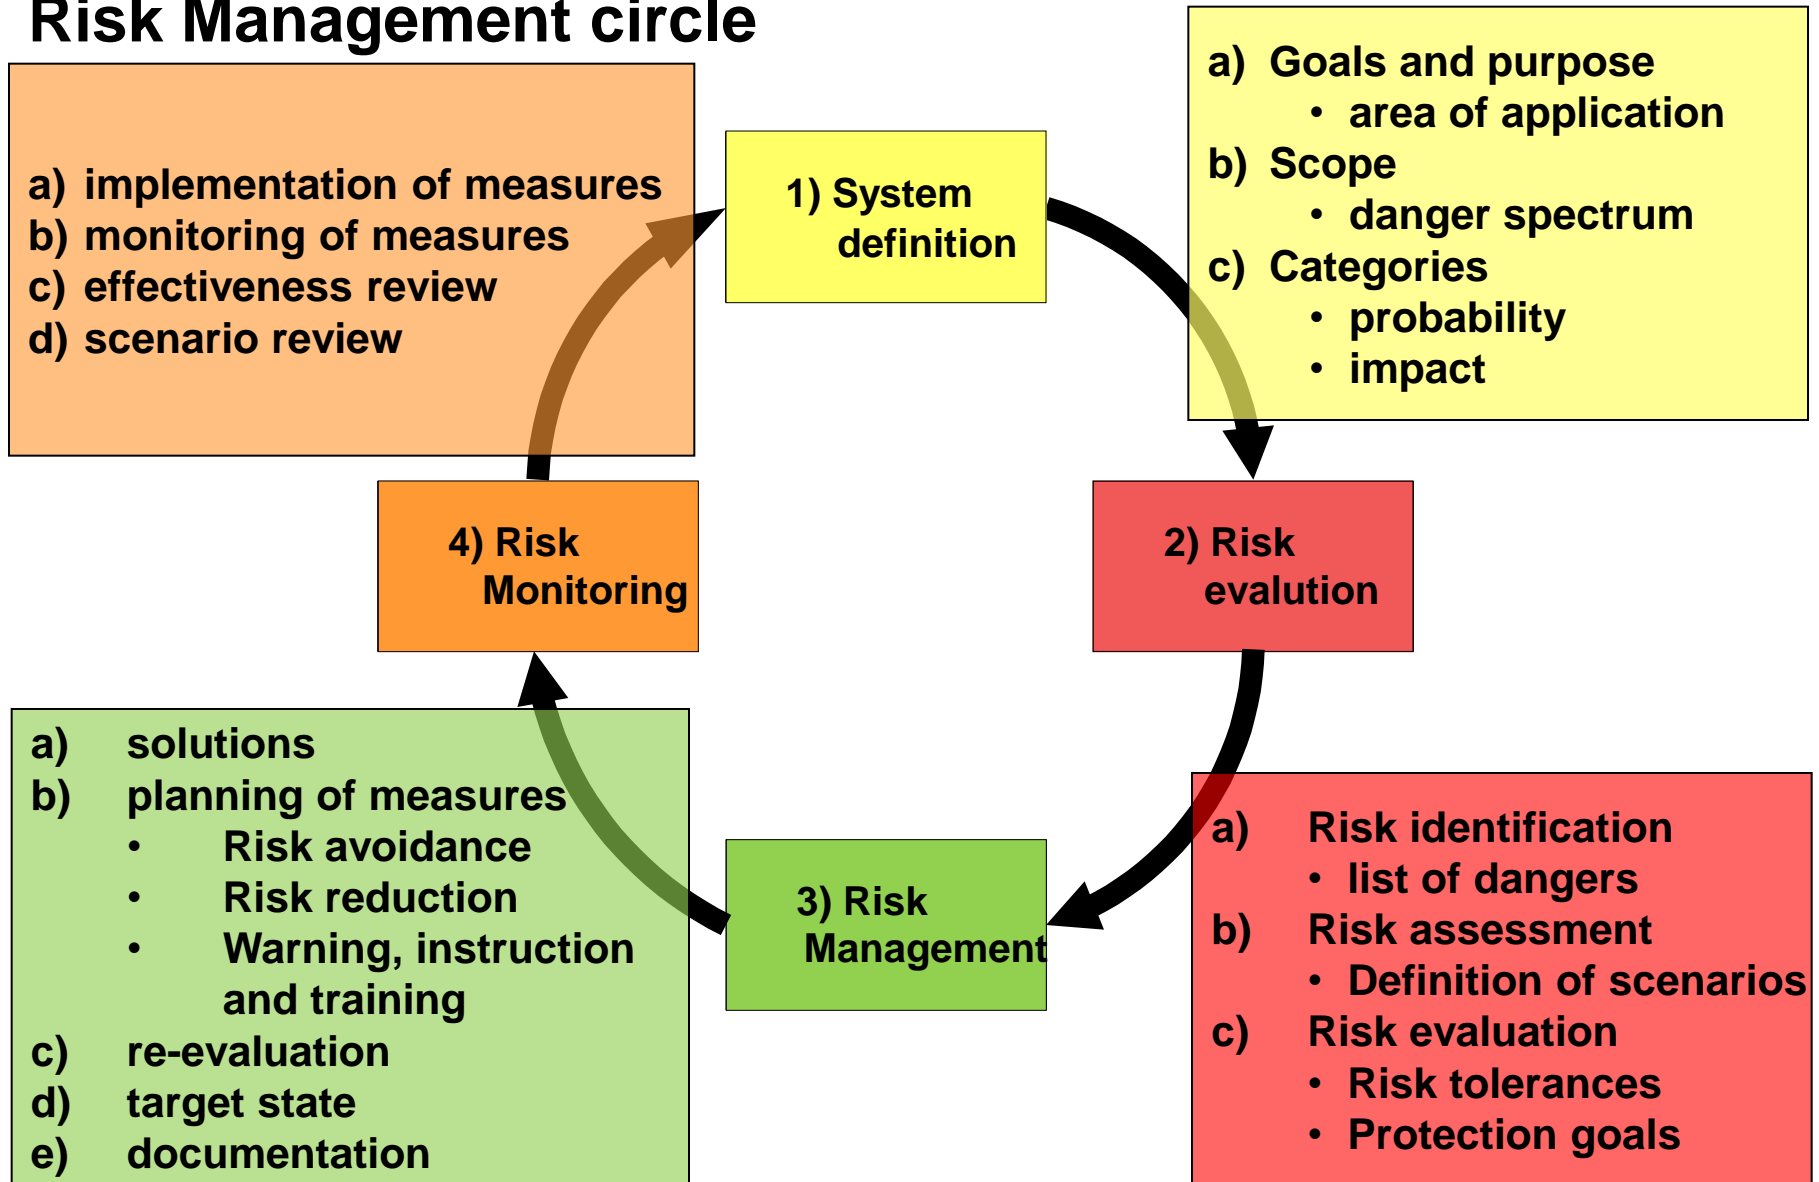 Risk Management circle
a) implementation of measures
b) monitoring of measures
c) effectiveness review
d) scenario review
1) System
definition
a) Goals and purpose
• area of application
b) Scope
• danger spectrum
c) Categories
• probability
• impact
4) Risk
Monitoring
2) Risk
evalution
a) solutions
b) planning of measures
• Risk avoidance
• Risk reduction
• Warning, instruction
and training
c) re-evaluation
d) target state
e) documentation
3) Risk
Management
a) Risk identification
• list of dangers
b) Risk assessment
• Definition of scenarios
c) Risk evaluation
• Risk tolerances
• Protection goals